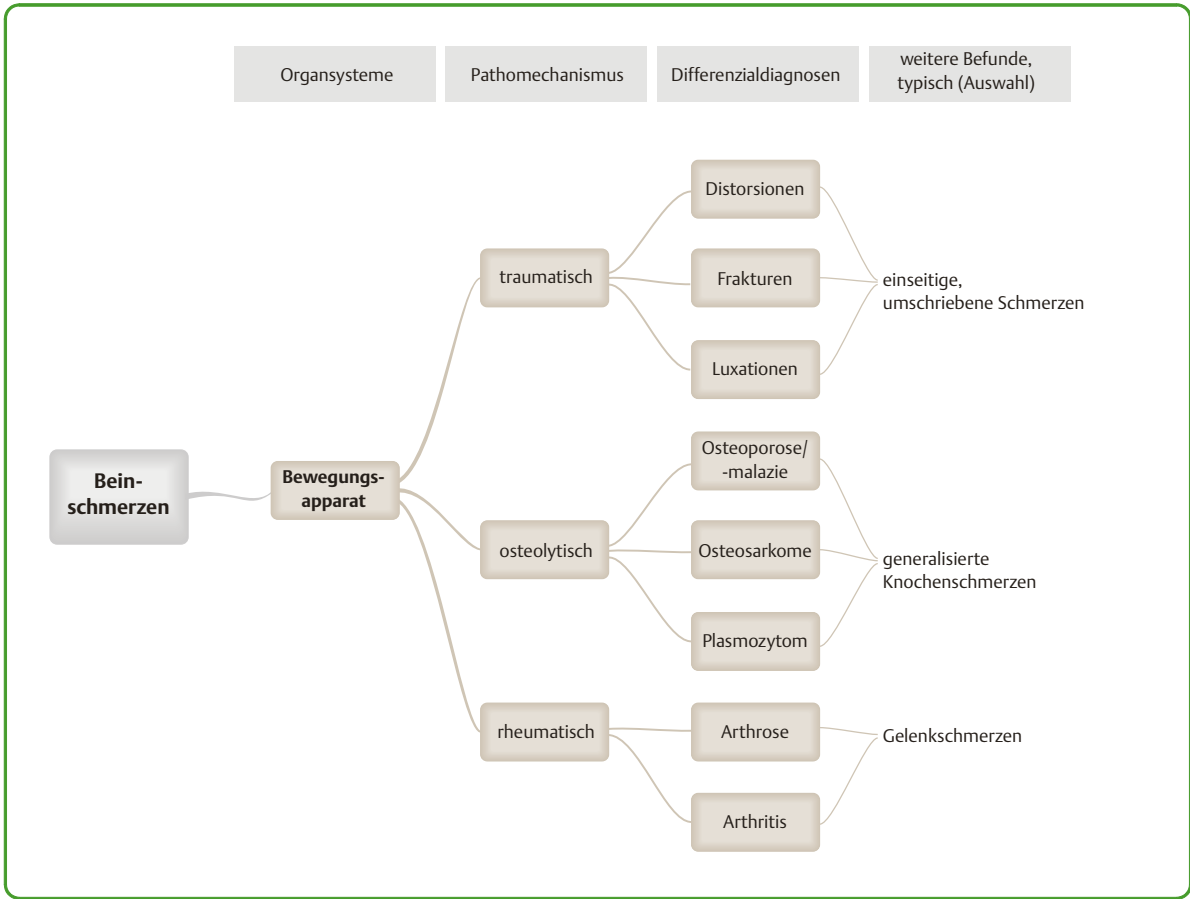 Organsysteme
Pathomechanismus
Differenzialdiagnosen
weitere Befunde,
typisch (Auswahl)
Bein-
schmerzen
Bewegungs-
apparat
traumatisch
Distorsionen
Frakturen
Luxationen
einseitige,
umschriebene Schmerzen
osteolytisch
Osteoporose/
-malazie
Osteosarkome
Plasmozytom
generalisierte
Knochenschmerzen
rheumatisch
Arthrose
Arthritis
Gelenkschmerzen